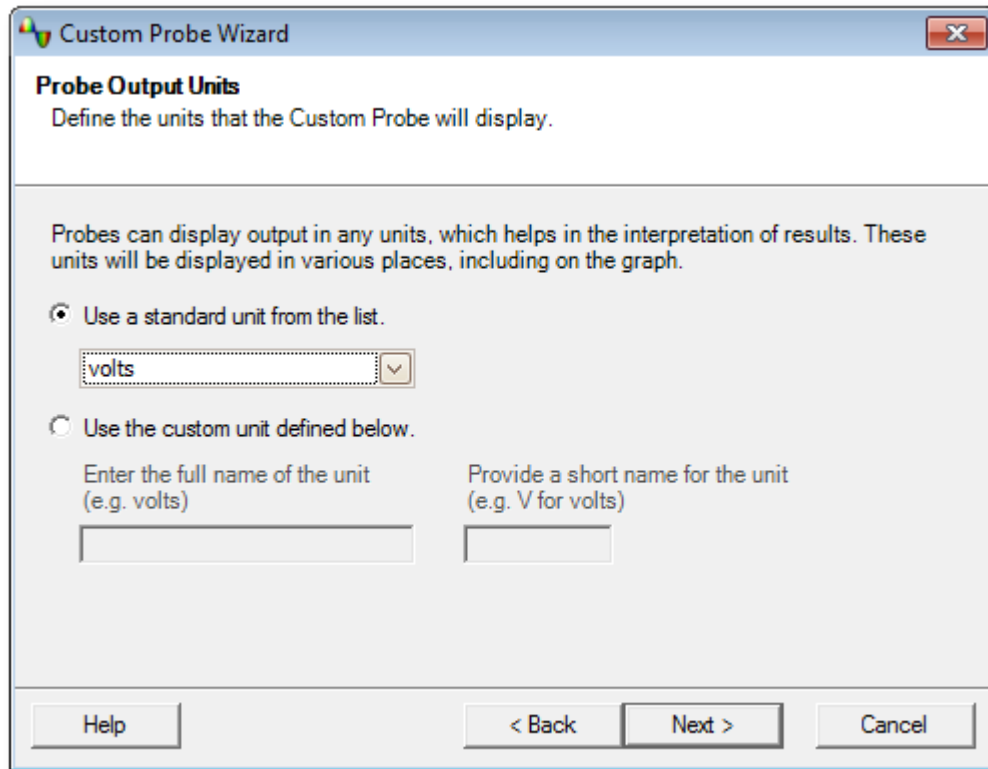 Custom Probe Wizard
Probe Output Units
Define the units that the Custom Probe will display.
Probes can display output in any units, which helps in the interpretation of results. These
units will be displayed in various places, including on the graph.
Use a standard unit from the list.
volts
Use the custom unit defined below.
Enter the full name of the unit
(e.g. volts)
Provide a short name for the unit
(e.g. V for volts)
Help
< Back
Next >
Cancel